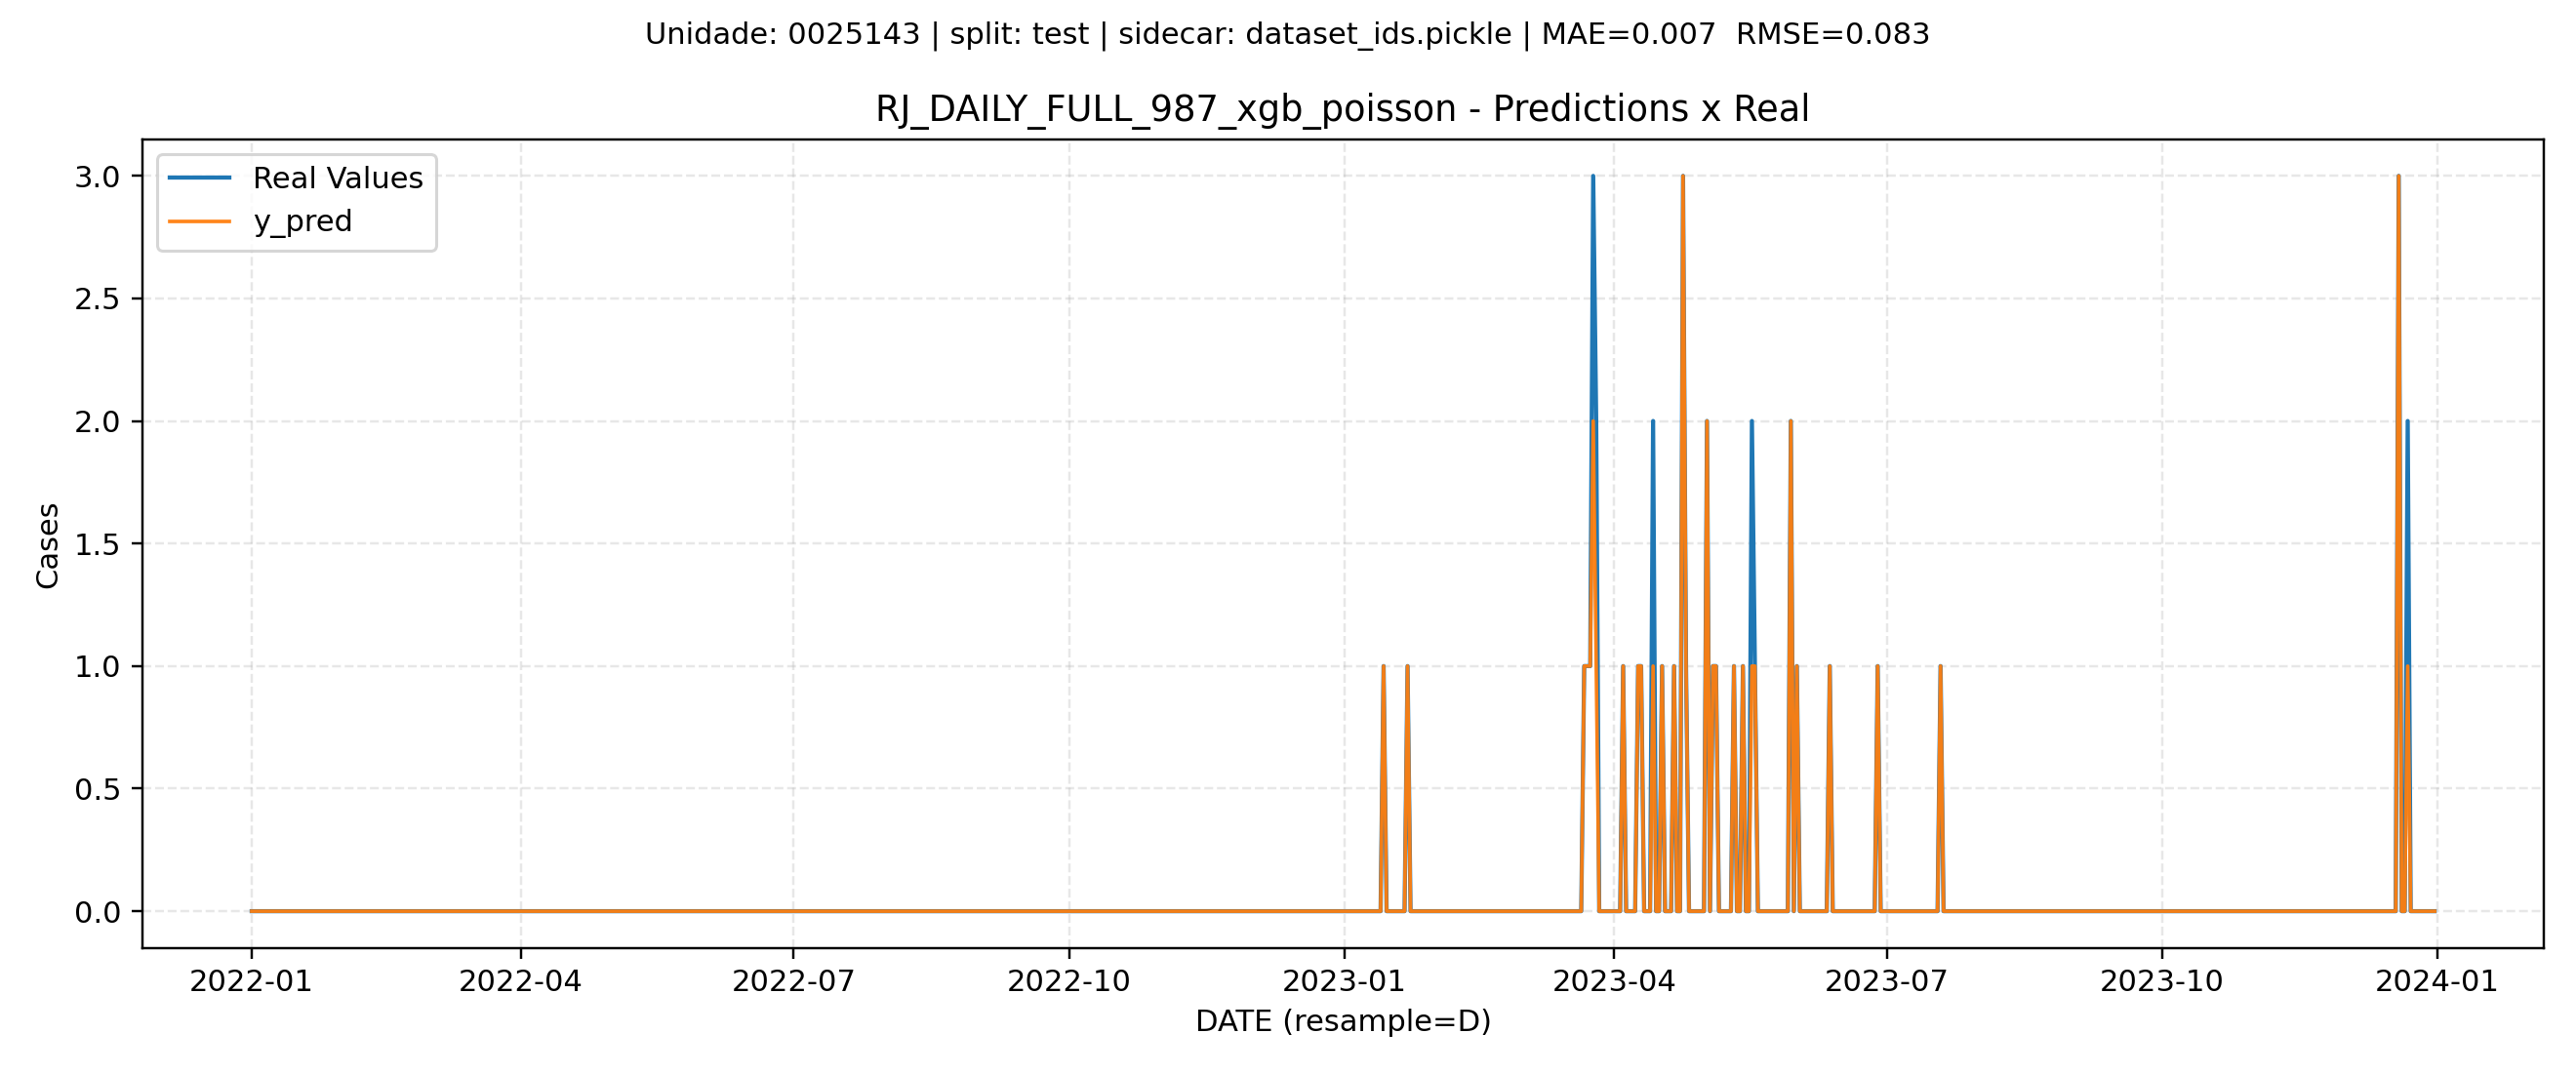 Unidade: 0025143 | split: test | sidecar: dataset_ids.pickle | MAE=0.007  RMSE=0.083
RJ_DAILY_FULL_987_xgb_poisson - Predictions x Real
Real Values
y_pred
3.0
2.5
2.0
1.5
1.0
0.5
0.0
Cases
2022-01 2022-04 2022-07 2022-10 2023-01 2023-04 2023-07 2023-10 2024-01
DATE (resample=D)